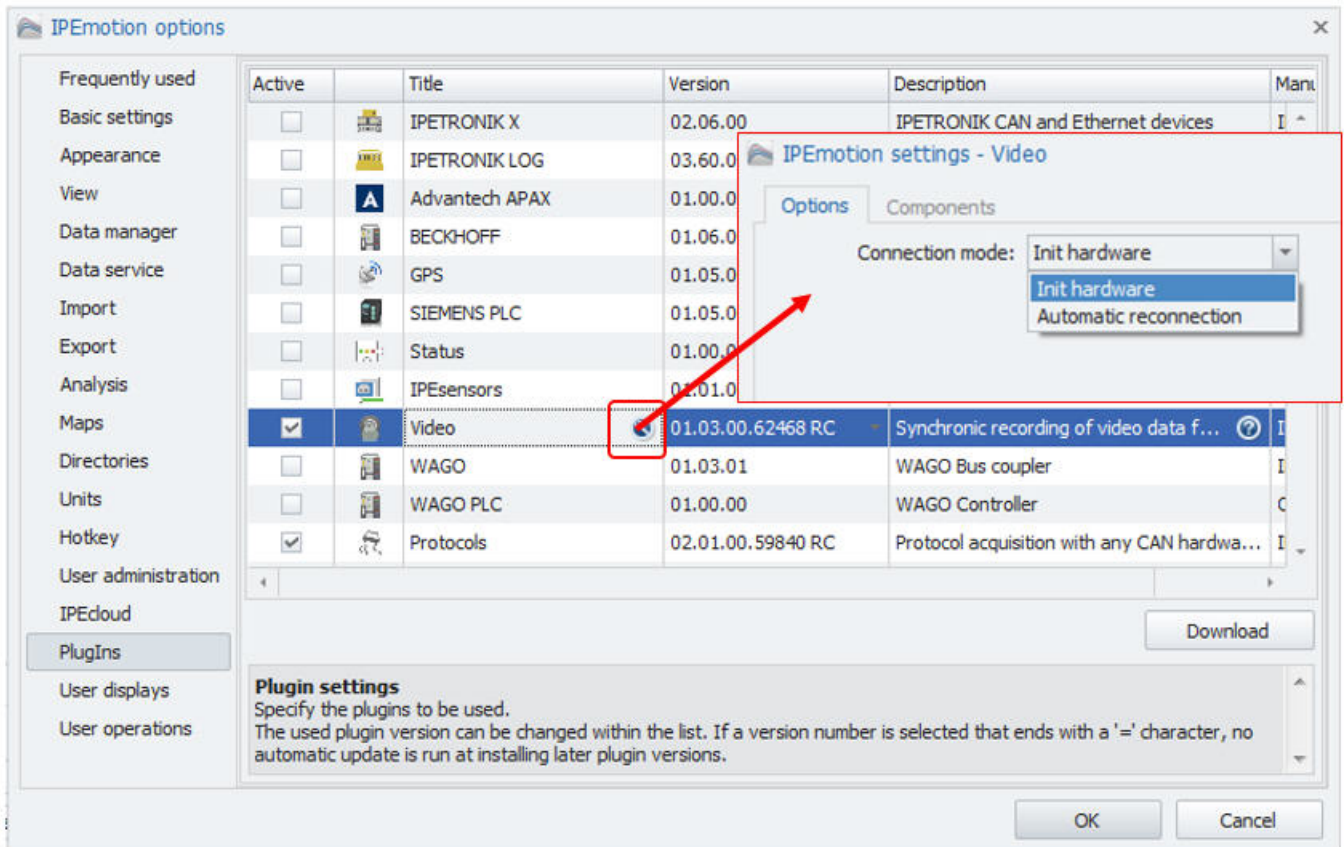 IPEmotion options
Frequently used
Basic settings
Appearance
View
Data manager
Data service
Import
Export
Analysis
Maps
Directories
Units
Hotkey
User administration
IPEcloud
PlugIns
User displays
User operations
Active Title Version Description Manu
IPETRONIK X 02.06.00 IPETRONIK CAN and Ethernet devices I
IPETRONIK LOG 03.60.0
A Advantech APAX 01.00.0
BECKHOFF 01.06.0
GPS 01.05.0
SIEMENS PLC 01.05.0
Status 01.00.0
IPEsensors 01.01.0
Video 01.03.00.62468 RC Synchronic recording of video data f... I
WAGO 01.03.01 WAGO Bus coupler I
WAGO PLC 01.00.00 WAGO Controller C
Protocols 02.01.00.59840 RC Protocol acquisition with any CAN hardwa... I
IPEmotion settings - Video
Options Components
Connection mode: Init hardware
Init hardware
Automatic reconnection
Download
Plugin settings
Specify the plugins to be used.
The used plugin version can be changed within the list. If a version number is selected that ends with a '=' character, no
automatic update is run at installing later plugin versions.
OK Cancel